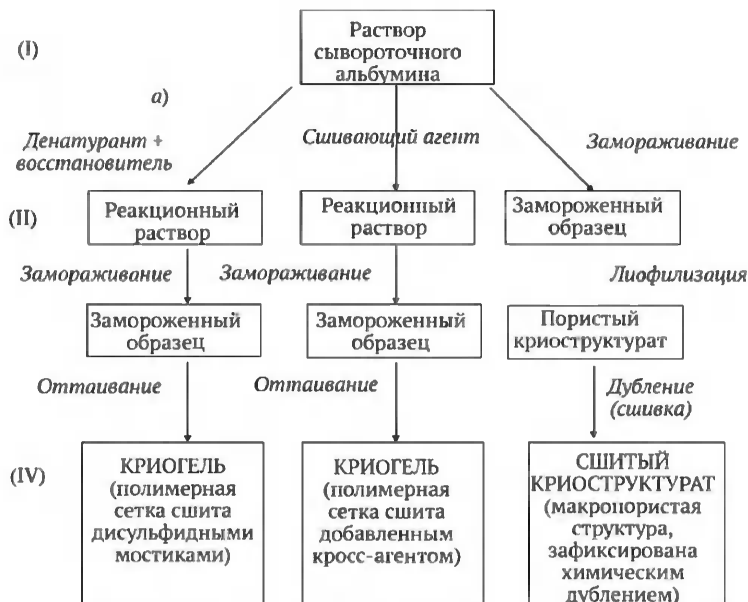 (I)
Раствор
сывороточного
альбумина
а)
Денатурант +
восстановитель
Сшивающий агент
Замораживание
(II)
Реакционный
раствор
Реакционный
раствор
Замороженный
образец
Замораживание
Замораживание
Лиофилизация
Замороженный
образец
Замороженный
образец
Пористый
криоструктурат
Оттаивание
Оттаивание
Дубление
(сшивка)
(IV)
КРИОГЕЛЬ
(полимерная
сетка сшита
дисульфидными
мостиками)
КРИОГЕЛЬ
(полимерная
сетка сшита
добавленным
кросс-агентом)
СШИТЫЙ
КРИОСТРУКТУРАТ
(макропористая
структура,
зафиксирована
химическим
дублением)